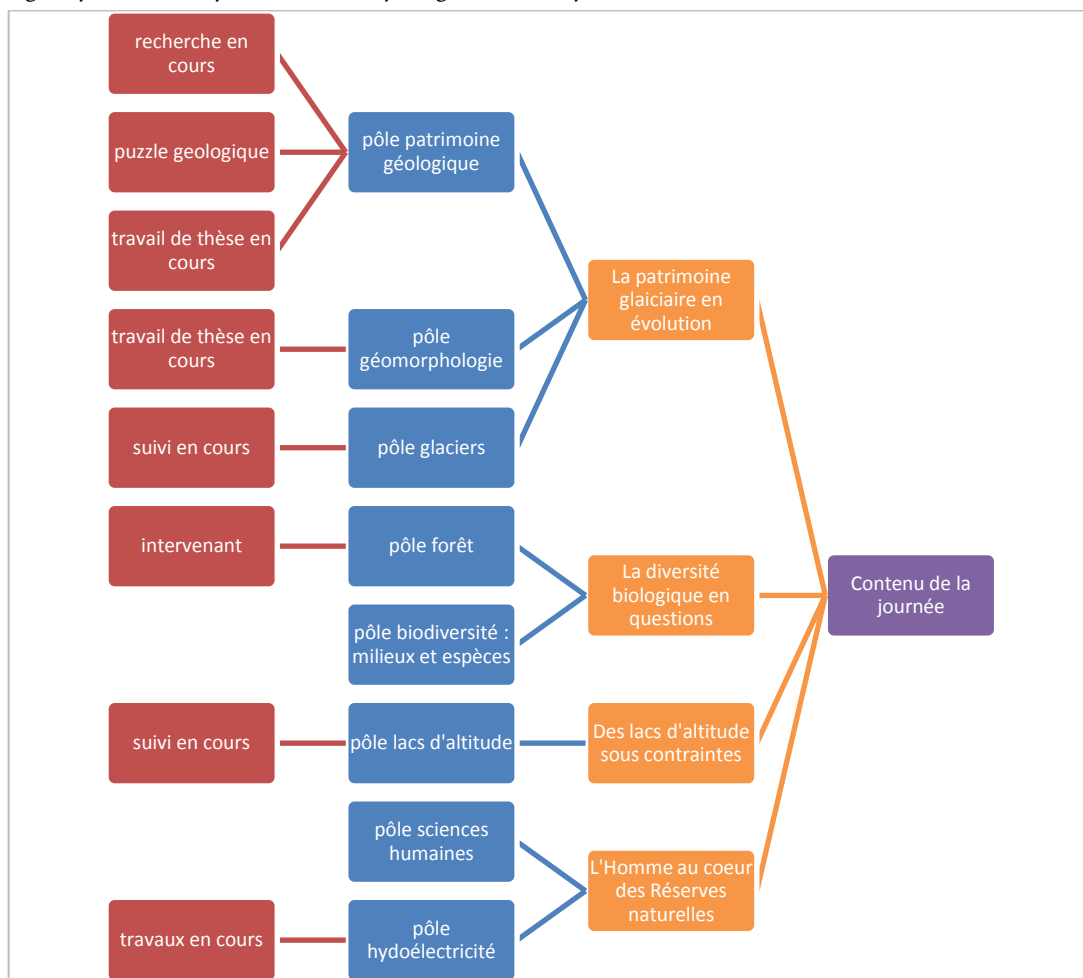 recherche en
cours
puzzle geologique
travail de thèse en
cours
travail de thèse en
cours
suivi en cours
intervenant
suivi en cours
travaux en cours
pôle patrimoine
géologique
pôle
géomorphologie
pôle glaciers
pôle forêt
pôle biodiversité :
milieux et espèces
pôle lacs d'altitude
pôle sciences
humaines
pôle
hydoélectricité
La patrimoine
glaiciaire en
évolution
La diversité
biologique en
questions
Des lacs d'altitude
sous contraintes
L'Homme au coeur
des Réserves
naturelles
Contenu de la
journée